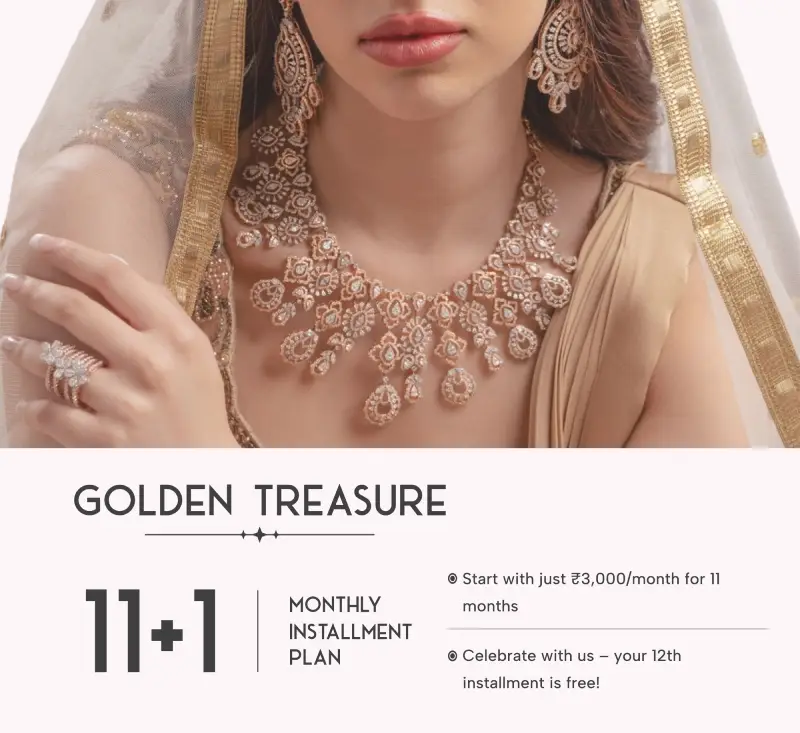 GOLDEN TREASURE
11+1
MONTHLY
INSTALLMENT
PLAN
Start with just ₹3,000/month for 11
months
Celebrate with us – your 12th
installment is free!